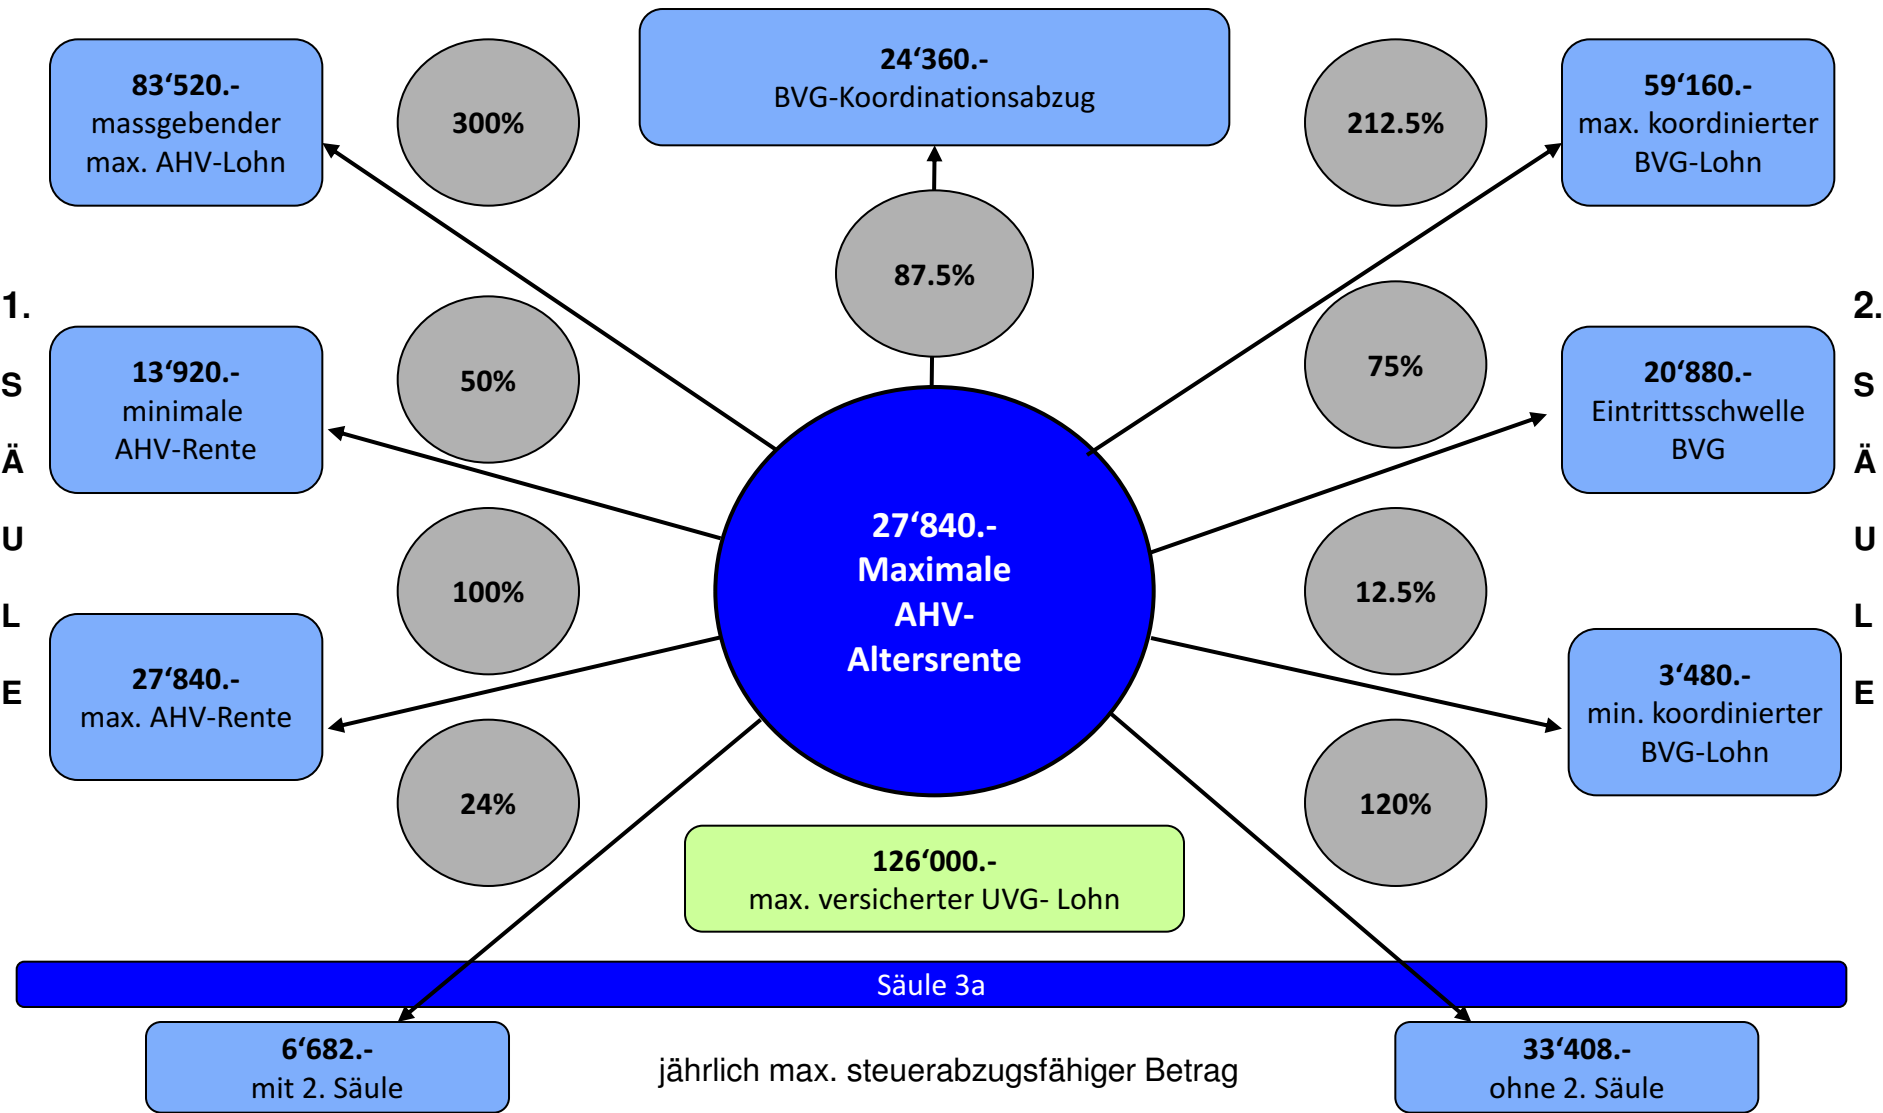 83‘520.-
massgebender
max. AHV-Lohn
300%
24‘360.-
BVG-Koordinationsabzug
212.5%
59‘160.-
max. koordinierter
BVG-Lohn
87.5%
1.
S
Ä
U
L
E
13‘920.-
minimale
AHV-Rente
50%
75%
20‘880.-
Eintrittsschwelle
BVG
2.
S
Ä
U
L
E
27‘840.-
Maximale
AHV-
Altersrente
100%
12.5%
27‘840.-
max. AHV-Rente
3‘480.-
min. koordinierter
BVG-Lohn
24%
120%
126‘000.-
max. versicherter UVG- Lohn
Säule 3a
6‘682.-
mit 2. Säule
jährlich max. steuerabzugsfähiger Betrag
33‘408.-
ohne 2. Säule